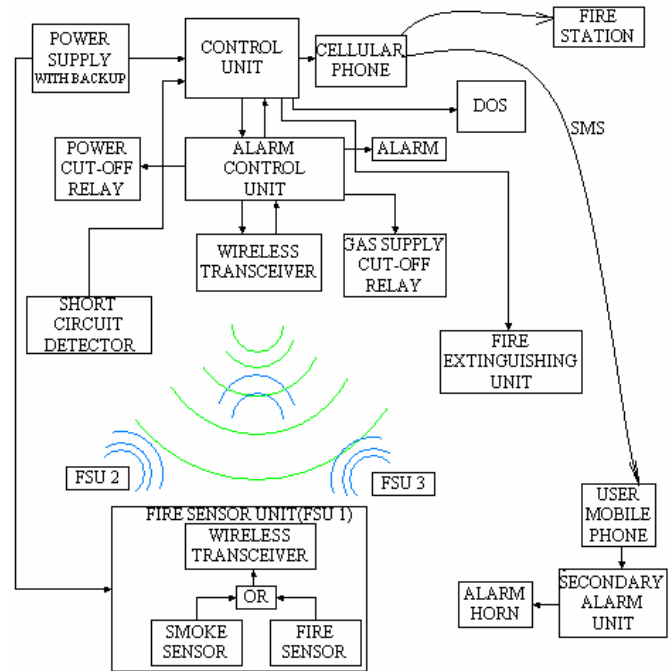 POWER
SUPPLY
WITH BACKUP
CONTROL
UNIT
CELLULAR
PHONE
FIRE
STATION
DOS
SMS
POWER
CUT-OFF
RELAY
ALARM
CONTROL
UNIT
ALARM
WIRELESS
TRANSCEIVER
GAS SUPPLY
CUT-OFF
RELAY
SHORT
CIRCUIT
DETECTOR
FIRE
EXTINGUISHING
UNIT
FSU 2
FSU 3
FIRE SENSOR UNIT(FSU 1)
WIRELESS
TRANSCEIVER
OR
SMOKE
SENSOR
FIRE
SENSOR
USER
MOBILE
PHONE
ALARM
HORN
SECONDARY
ALARM
UNIT